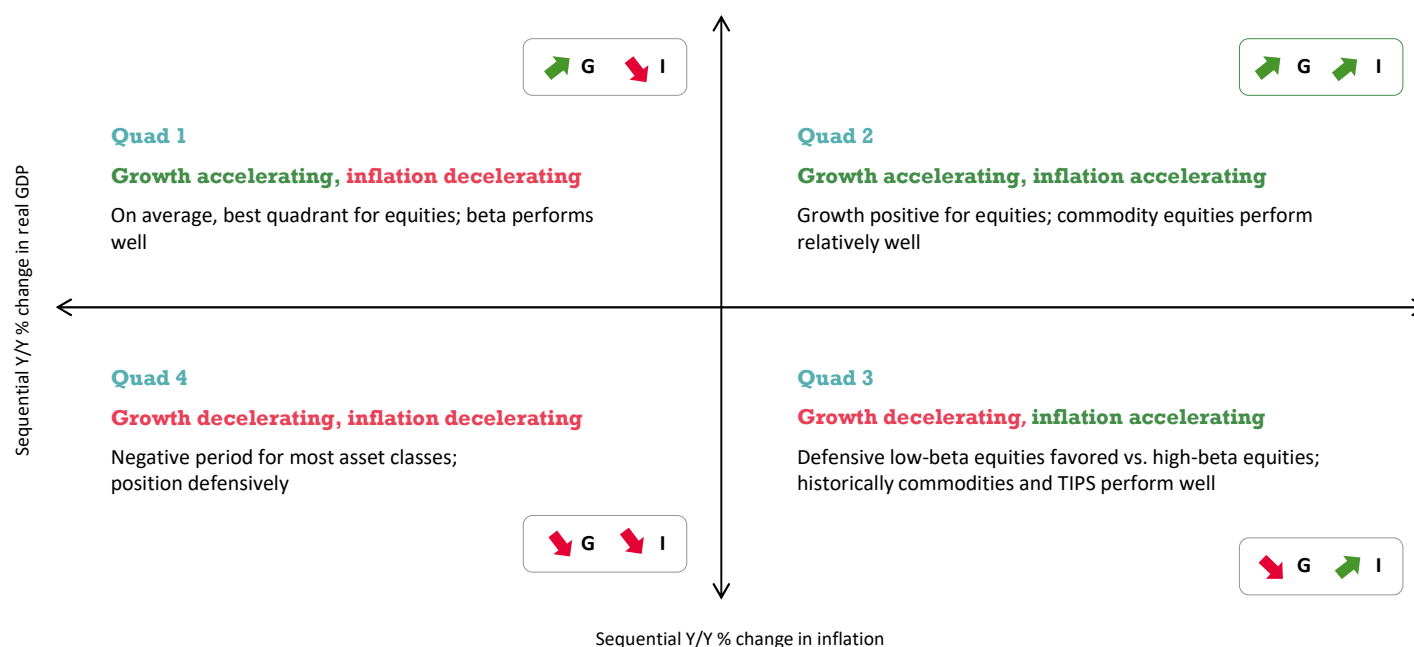 G I
G I
Quad 1
Growth accelerating, inflation decelerating
On average, best quadrant for equities; beta performs
well
Quad 2
Growth accelerating, inflation accelerating
Growth positive for equities; commodity equities perform
relatively well
Sequential Y/Y % change in real GDP
Quad 4
Growth decelerating, inflation decelerating
Negative period for most asset classes;
position defensively
G I
Quad 3
Growth decelerating, inflation accelerating
Defensive low-beta equities favored vs. high-beta equities;
historically commodities and TIPS perform well
G I
Sequential Y/Y % change in inflation